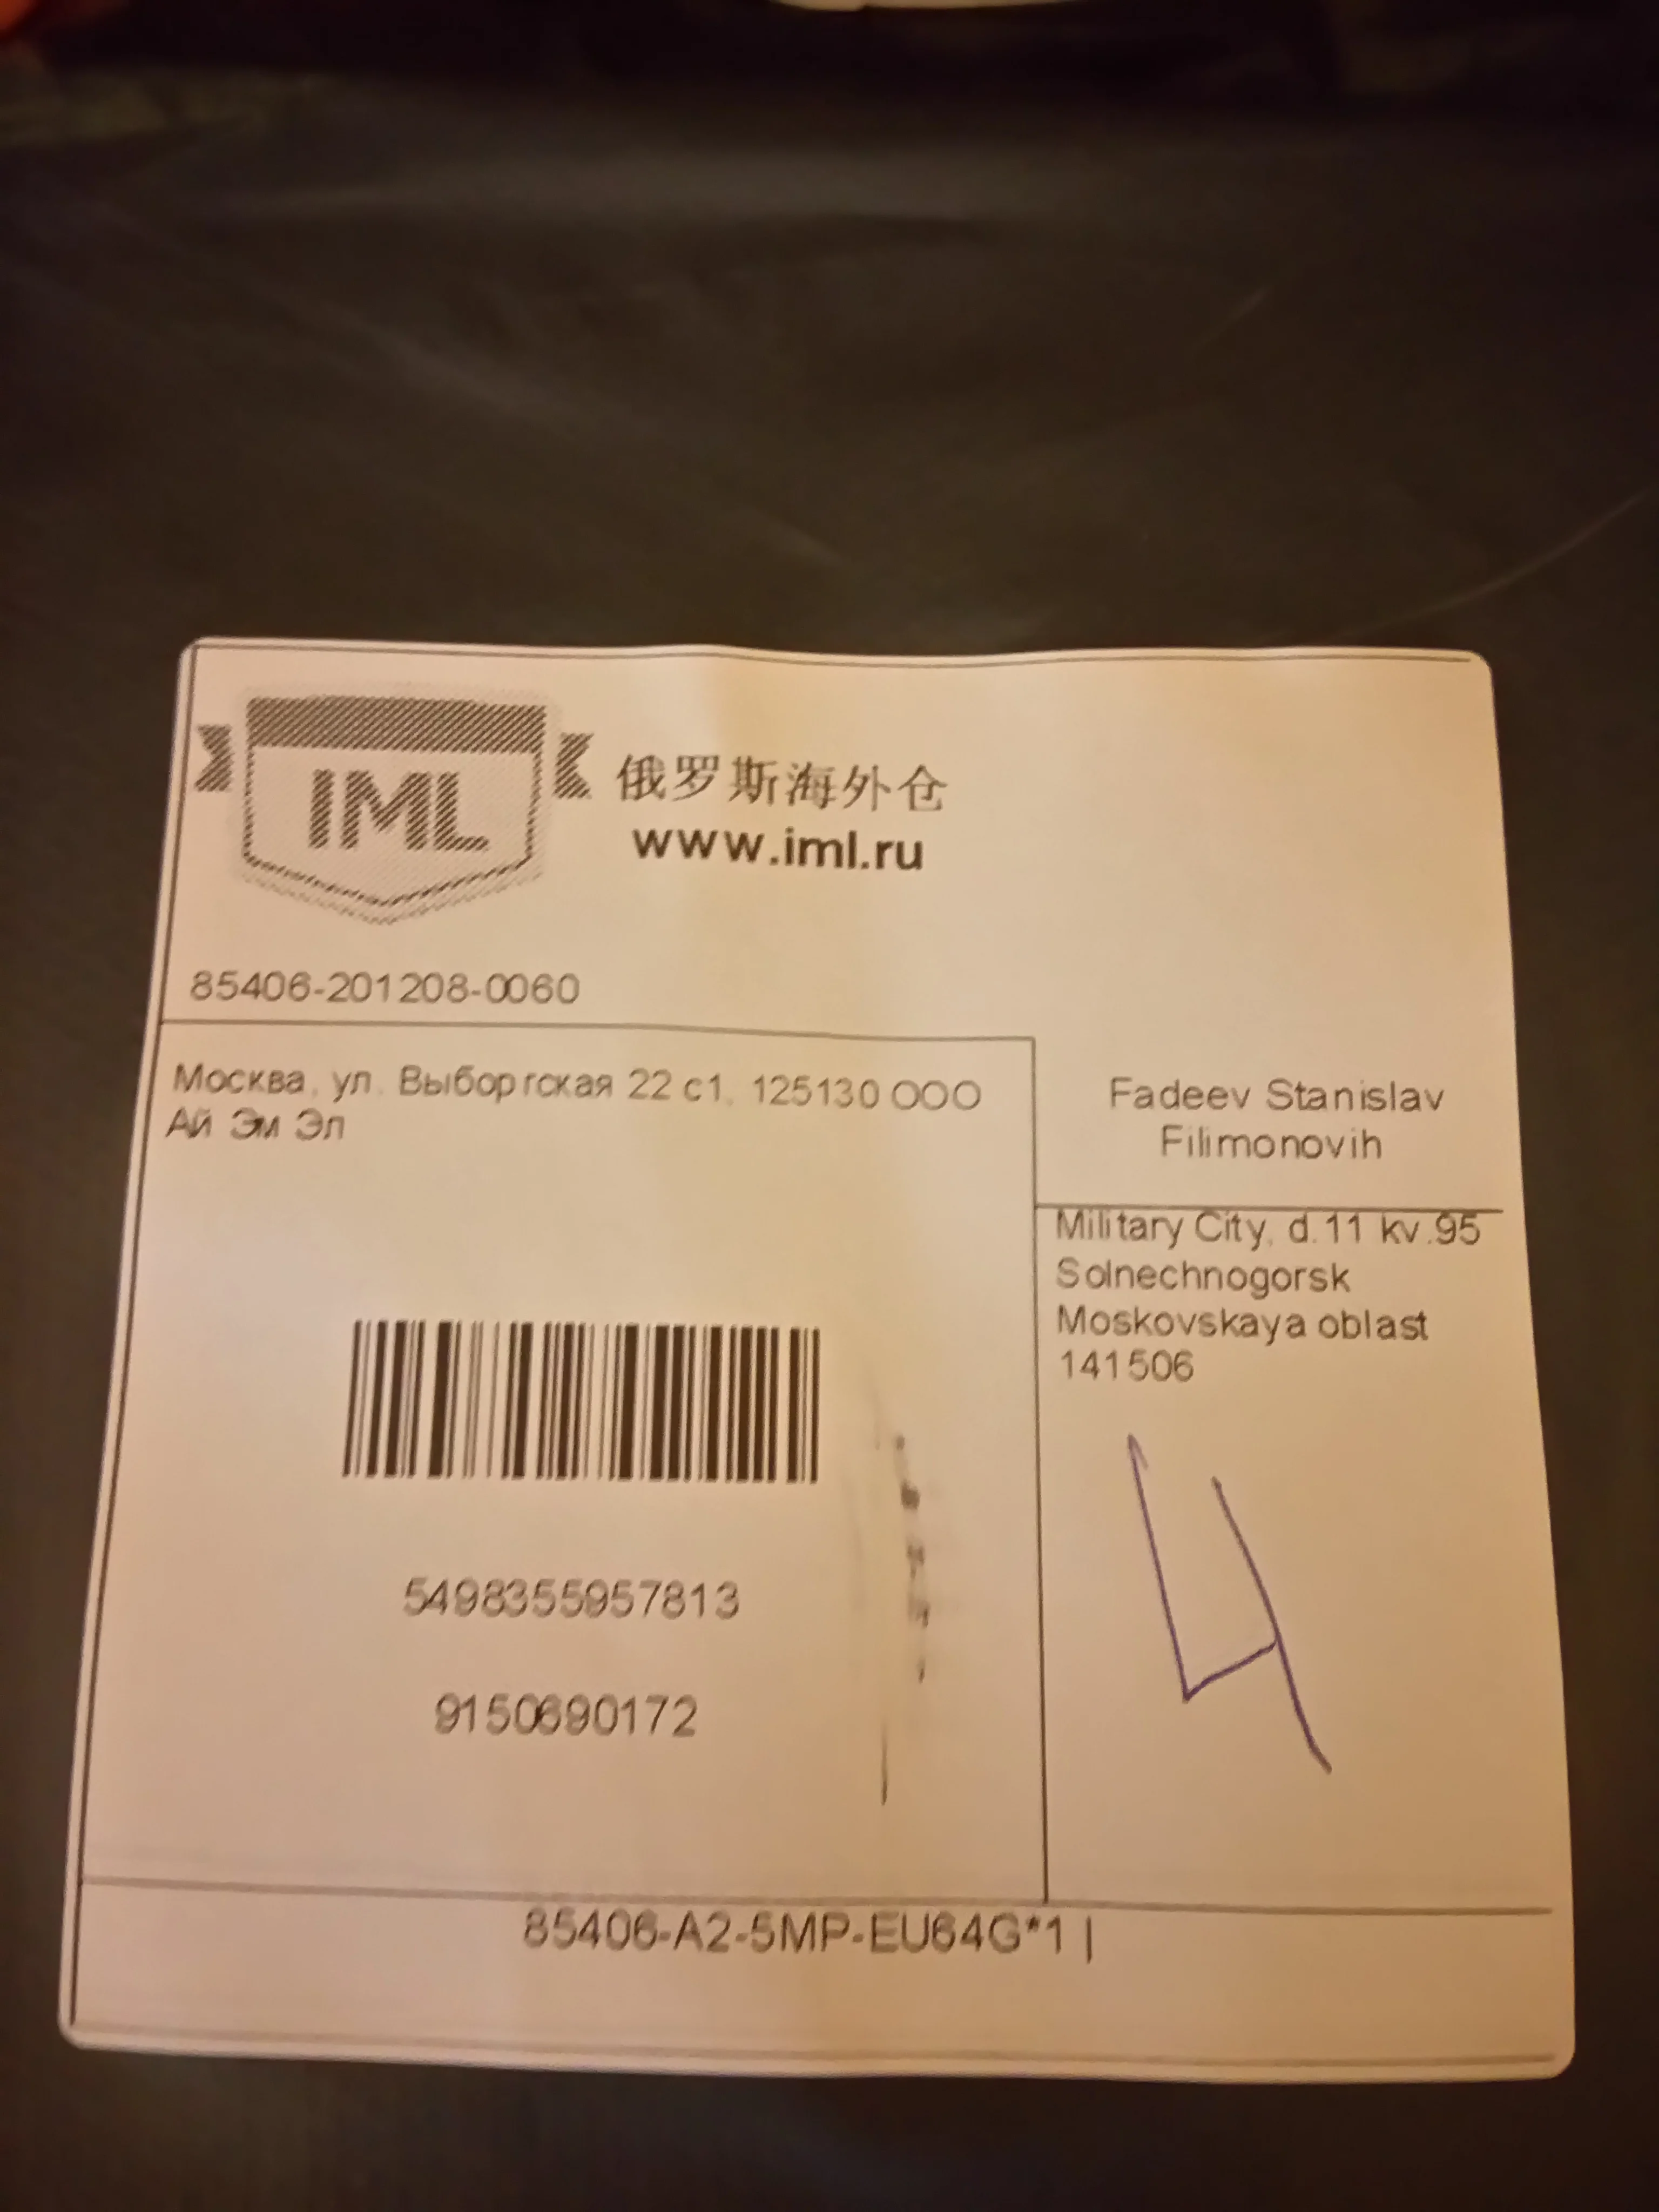 IML
俄罗斯海外仓
www.iml.ru
85406-201208-0060
Москва, ул. Выборгская 22 с1, 125130 ООО
Ай Эм Эл
Fadeev Stanislav
Filimonovih
Military City, d.11 kv.95
Solnechnogorsk
Moskovskaya oblast
141506
5498355957813
9150690172
4
85406-A2-5MP-EU64G*1 |